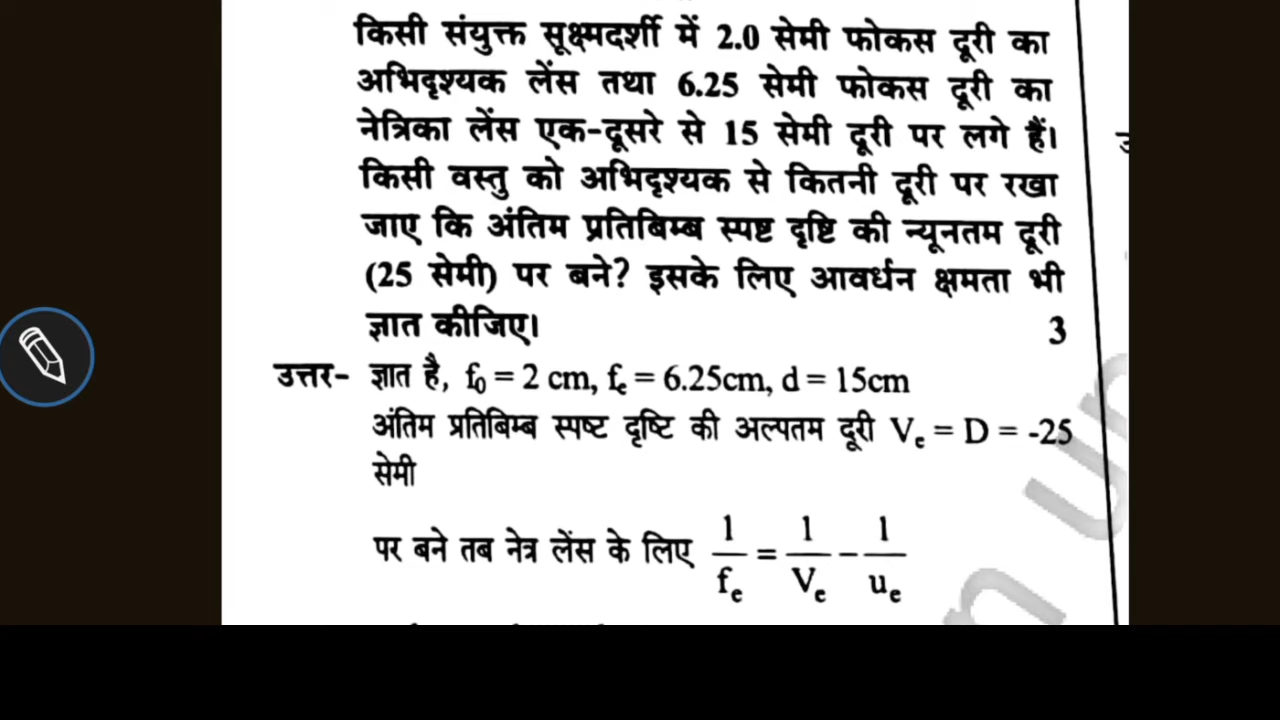 किसी संयुक्त सूक्ष्मदर्शी में 2.0 सेमी फोकस दूरी का
अभिदृश्यक लेंस तथा 6.25 सेमी फोकस दूरी का
नेत्रिका लेंस एक-दूसरे से 15 सेमी दूरी पर लगे हैं।
किसी वस्तु को अभिदृश्यक से कितनी दूरी पर रखा
जाए कि अंतिम प्रतिबिम्ब स्पष्ट दृष्टि की न्यूनतम दूरी
(25 सेमी) पर बने? इसके लिए आवर्धन क्षमता भी
ज्ञात कीजिए। 3
उत्तर- ज्ञात है, f₀ = 2 cm, fₑ = 6.25cm, d = 15cm
अंतिम प्रतिबिम्ब स्पष्ट दृष्टि की अल्पतम दूरी Vₑ = D = -25
सेमी
पर बने तब नेत्र लेंस के लिए 1/fₑ = 1/Vₑ - 1/uₑ